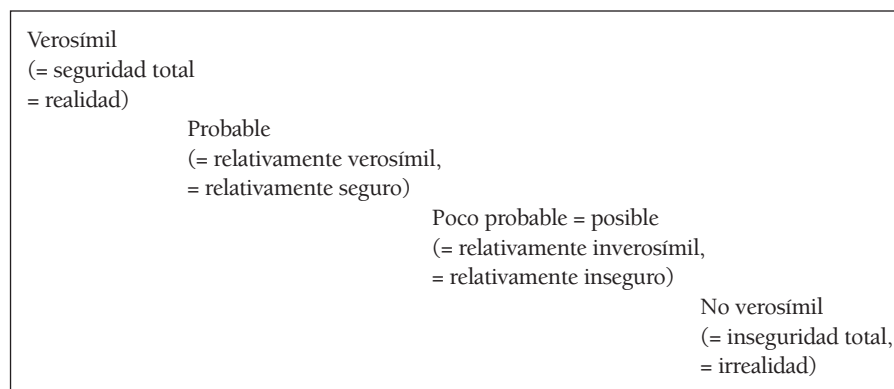 Verosímil
(= seguridad total
= realidad)
Probable
(= relativamente verosímil,
= relativamente seguro)
Poco probable = posible
(= relativamente inverosímil,
= relativamente inseguro)
No verosímil
(= inseguridad total,
= irrealidad)